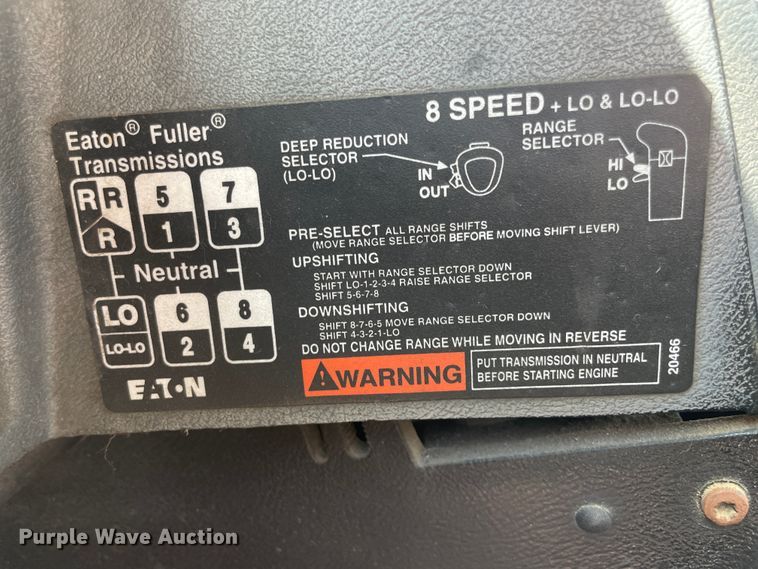 8 SPEED + LO & LO-LO
Eaton® Fuller®
Transmissions
R R 5 7
R 1 3
Neutral
LO 6 8
LO-LO 2 4
EAT•N
DEEP REDUCTION
SELECTOR
(LO-LO)
IN
OUT
RANGE
SELECTOR
HI
LO
PRE-SELECT ALL RANGE SHIFTS
(MOVE RANGE SELECTOR BEFORE MOVING SHIFT LEVER)
UPSHIFTING
START WITH RANGE SELECTOR DOWN
SHIFT LO-1-2-3-4 RAISE RANGE SELECTOR
SHIFT 5-6-7-8
DOWNSHIFTING
SHIFT 8-7-6-5 MOVE RANGE SELECTOR DOWN
SHIFT 4-3-2-1-LO
DO NOT CHANGE RANGE WHILE MOVING IN REVERSE
WARNING
PUT TRANSMISSION IN NEUTRAL
BEFORE STARTING ENGINE
20466
Purple Wave Auction